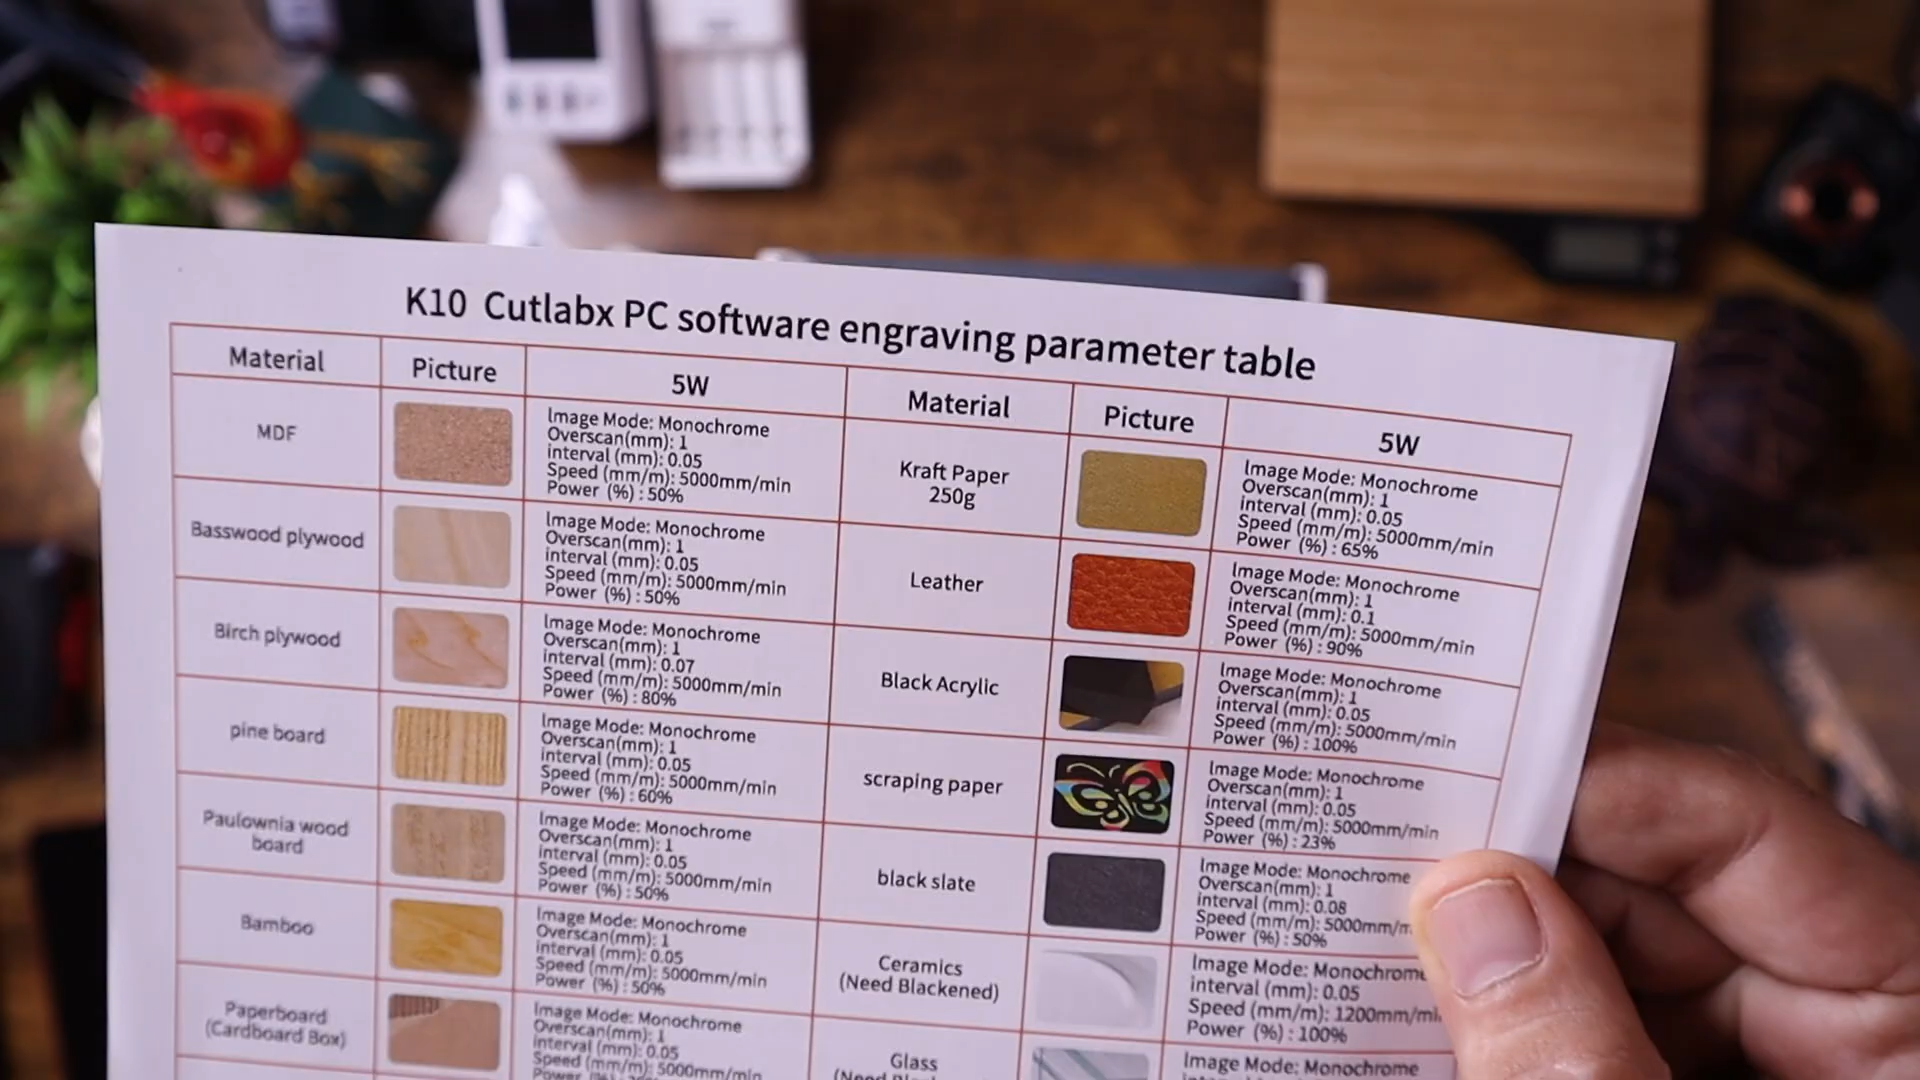 K10 Cutlabx PC software engraving parameter table
Material
Picture
5W
Material
Picture
5W
MDF
Image Mode: Monochrome
Overscan(mm): 1
interval (mm): 0.05
Speed (mm/m): 5000mm/min
Power (%) : 50%
Kraft Paper
250g
Image Mode: Monochrome
Overscan(mm): 1
interval (mm): 0.05
Speed (mm/m): 5000mm/min
Power (%) : 65%
Basswood plywood
Image Mode: Monochrome
Overscan(mm): 1
interval (mm): 0.05
Speed (mm/m): 5000mm/min
Power (%) : 50%
Leather
Image Mode: Monochrome
Overscan(mm): 1
interval (mm): 0.1
Speed (mm/m): 5000mm/min
Power (%) : 90%
Birch plywood
Image Mode: Monochrome
Overscan(mm): 1
interval (mm): 0.07
Speed (mm/m): 5000mm/min
Power (%) : 80%
Black Acrylic
Image Mode: Monochrome
Overscan(mm): 1
interval (mm): 0.05
Speed (mm/m): 5000mm/min
Power (%) : 100%
pine board
Image Mode: Monochrome
Overscan(mm): 1
interval (mm): 0.05
Speed (mm/m): 5000mm/min
Power (%) : 60%
scraping paper
Image Mode: Monochrome
Overscan(mm): 1
interval (mm): 0.05
Speed (mm/m): 5000mm/min
Power (%) : 23%
Paulownia wood
board
Image Mode: Monochrome
Overscan(mm): 1
interval (mm): 0.05
Speed (mm/m): 5000mm/min
Power (%) : 50%
black slate
Image Mode: Monochrome
Overscan(mm): 1
interval (mm): 0.08
Speed (mm/m): 5000mm/m
Power (%) : 50%
Bamboo
Image Mode: Monochrome
Overscan(mm): 1
interval (mm): 0.05
Speed (mm/m): 5000mm/min
Power (%) : 50%
Ceramics
(Need Blackened)
Image Mode: Monochrome
interval (mm): 0.05
Speed (mm/m): 1200mm/mi
Power (%) : 100%
Paperboard
(Cardboard Box)
Image Mode: Monochrome
Overscan(mm): 1
interval (mm): 0.05
Speed (mm/m): 5000mm/min
Power
Glass
(Need
Image Mode: Monochrome